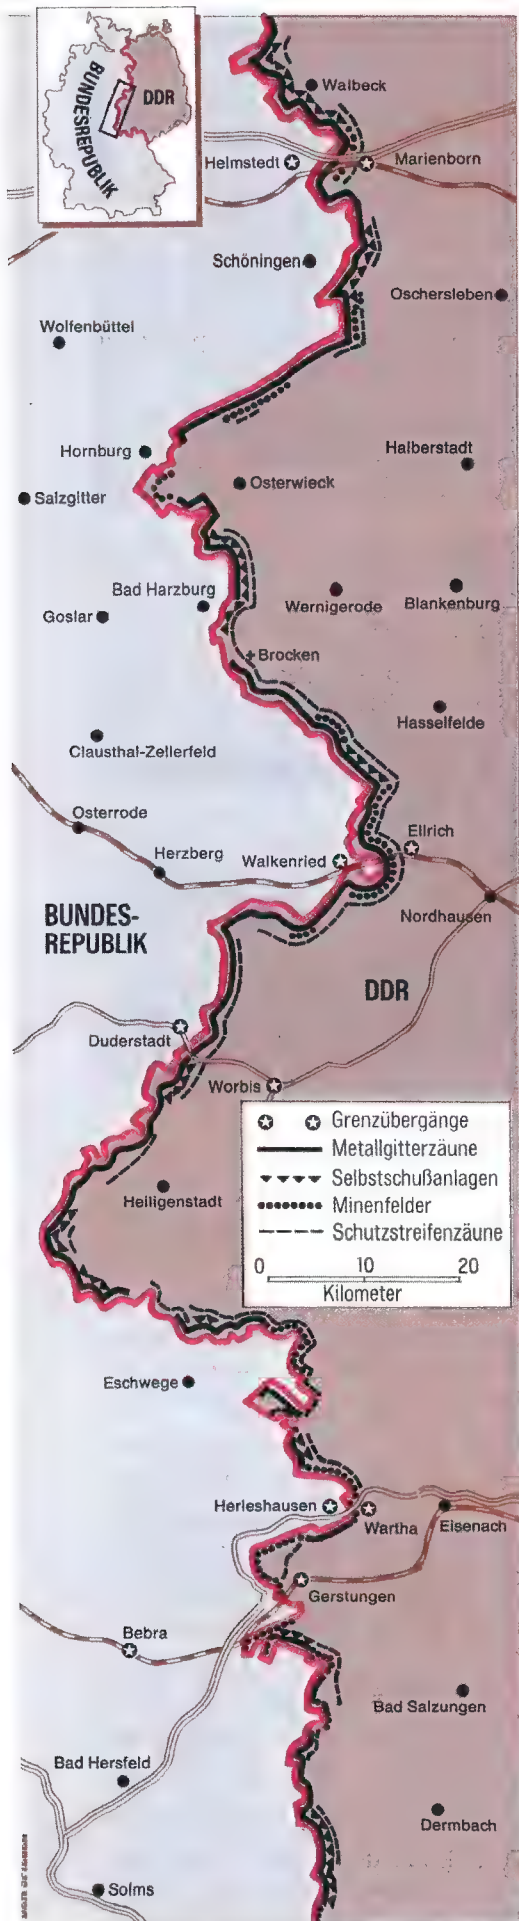 BUNDESREPUBLIK
DDR
Walbeck
Helmstedt
Marienborn
Schöningen
Oschersleben
Wolfenbüttel
Hornburg
Halberstadt
Osterwieck
Salzgitter
Bad Harzburg
Wernigerode
Blankenburg
Goslar
Brocken
Hasselfelde
Clausthal-Zellerfeld
Osterrode
Ellrich
Walkenried
Herzberg
Nordhausen
BUNDES-
REPUBLIK
DDR
Duderstadt
Worbis
Grenzübergänge
Metallgitterzäune
Selbstschußanlagen
Minenfelder
Schutzstreifenzäune
0 10 20
Kilometer
Heiligenstadt
Eschwege
Herleshausen
Wartha
Eisenach
Gerstungen
Bebra
Bad Salzungen
Bad Hersfeld
Dermbach
Solms